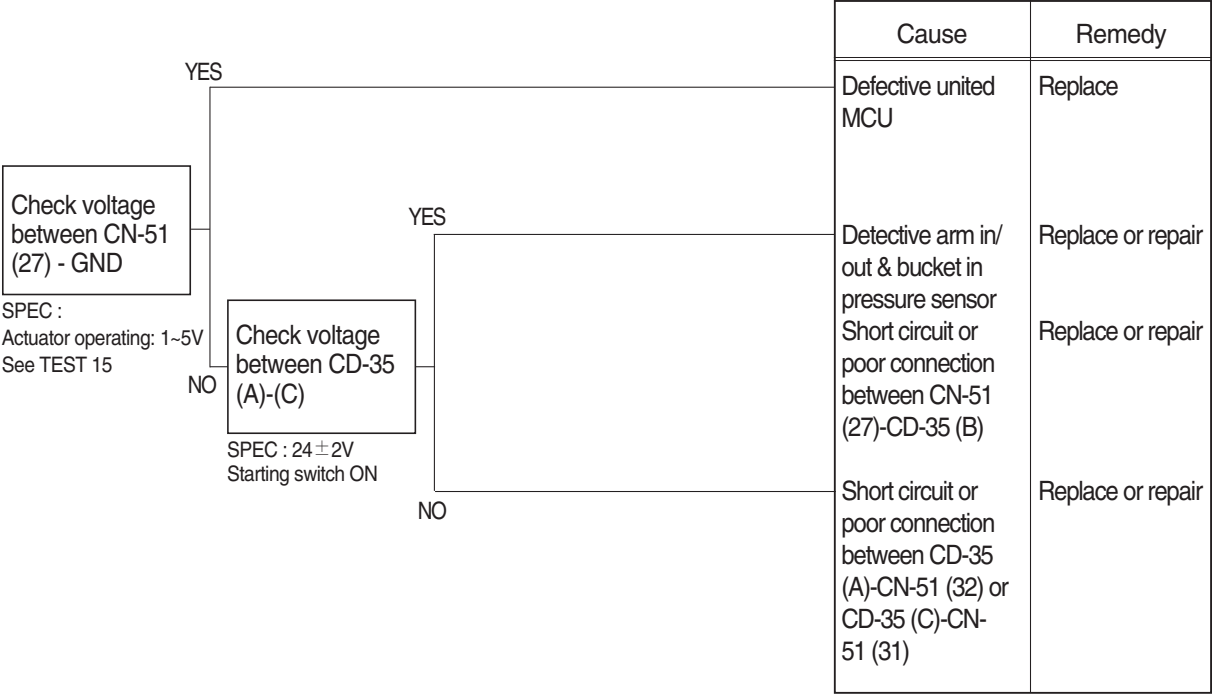 Cause
Remedy
YES
Defective united
MCU
Replace
Check voltage
between CN-51
(27) - GND
SPEC :
Actuator operating: 1~5V
See TEST 15
NO
YES
Detective arm in/
out & bucket in
pressure sensor
Replace or repair
Check voltage
between CD-35
(A)-(C)
SPEC : 24±2V
Starting switch ON
Short circuit or
poor connection
between CN-51
(27)-CD-35 (B)
Replace or repair
NO
Short circuit or
poor connection
between CD-35
(A)-CN-51 (32) or
CD-35 (C)-CN-
51 (31)
Replace or repair